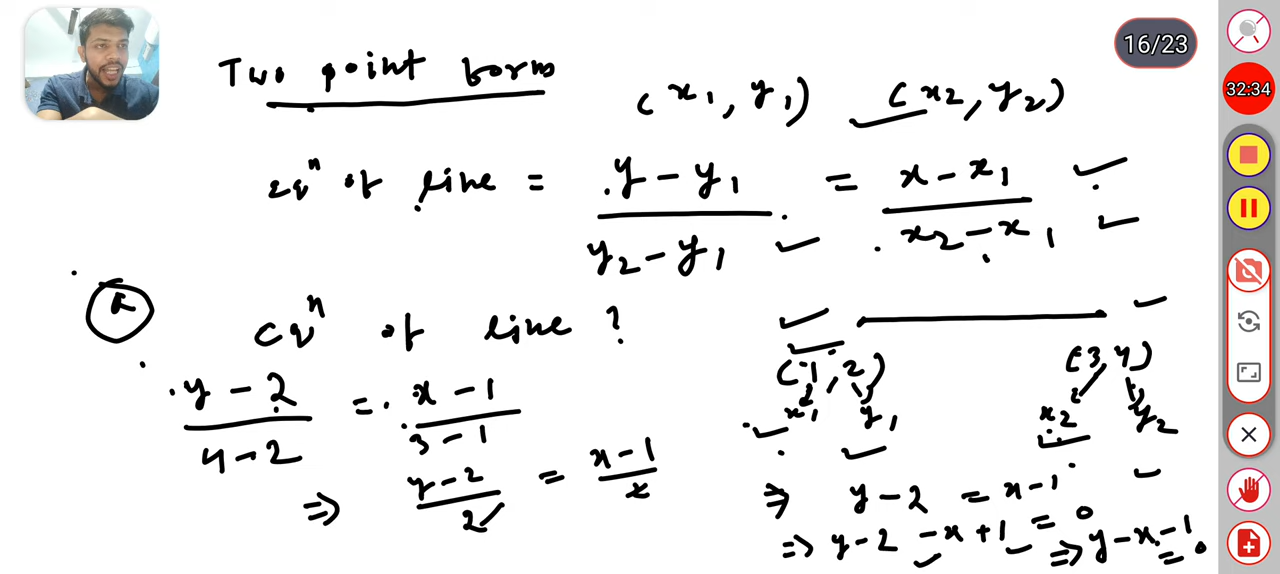 16/23
32:34
Two point form
(x1, y1) (x2, y2)
eqn of line = y - y1 / y2 - y1 = x - x1 / x2 - x1
eqn of line ?
(1, 2) (3, 4)
x1 y1 x2 y2
y - 2 / 4 - 2 = x - 1 / 3 - 1
⇒ y - 2 / 2 = x - 1 / 2
⇒ y - 2 = x - 1
⇒ y - 2 - x + 1 = 0 ⇒ y - x - 1 = 0